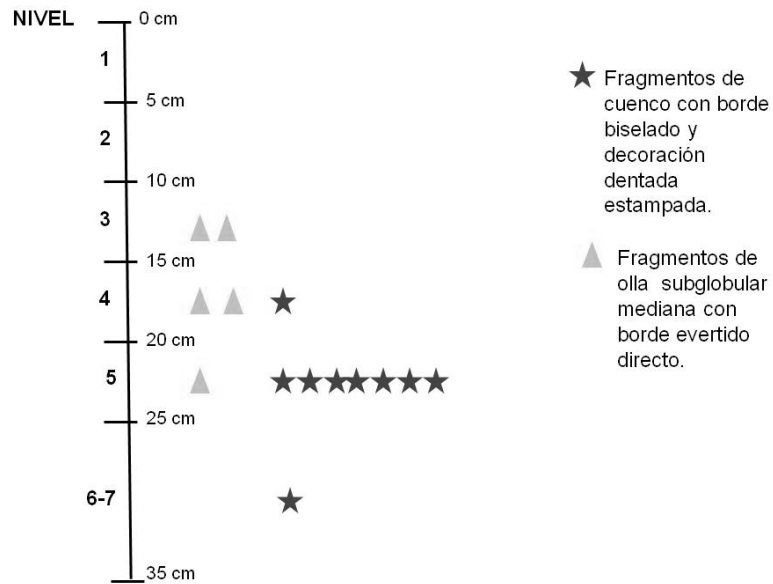 NIVEL
0 cm
1
5 cm
2
10 cm
3
15 cm
4
20 cm
5
25 cm
6-7
35 cm
Fragmentos de
cuenco con borde
biselado y
decoración
dentada
estampada.
Fragmentos de
olla subglobular
mediana con
borde evertido
directo.